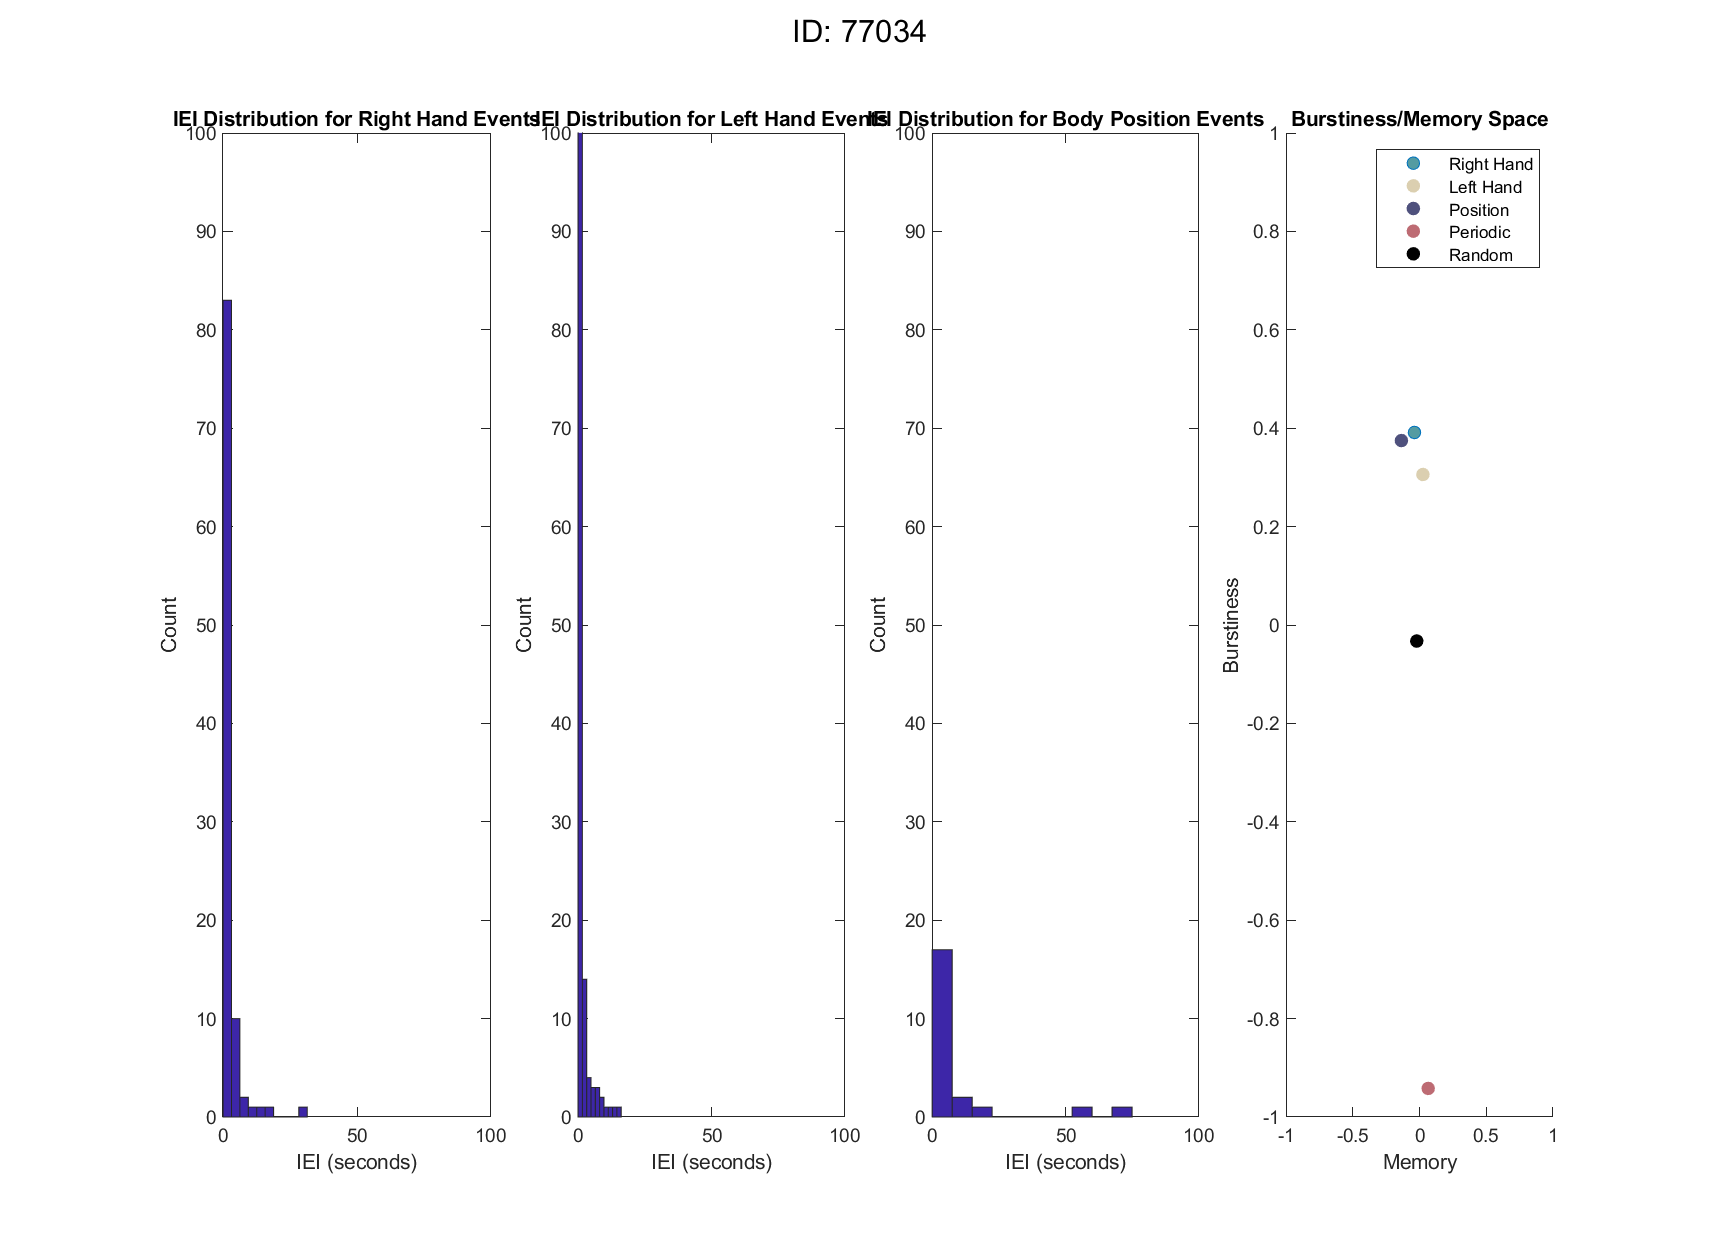 ID: 77034
IEI Distribution for Right Hand Events
100
90
80
70
60
50
40
30
20
10
0
0 50 100
Count
IEI (seconds)
IEI Distribution for Left Hand Events
100
90
80
70
60
50
40
30
20
10
0
0 50 100
Count
IEI (seconds)
IEI Distribution for Body Position Events
100
90
80
70
60
50
40
30
20
10
0
0 50 100
Count
IEI (seconds)
Burstiness/Memory Space
1
0.8
0.6
0.4
0.2
0
-0.2
-0.4
-0.6
-0.8
-1
-1 -0.5 0 0.5 1
Burstiness
Memory
Right Hand
Left Hand
Position
Periodic
Random